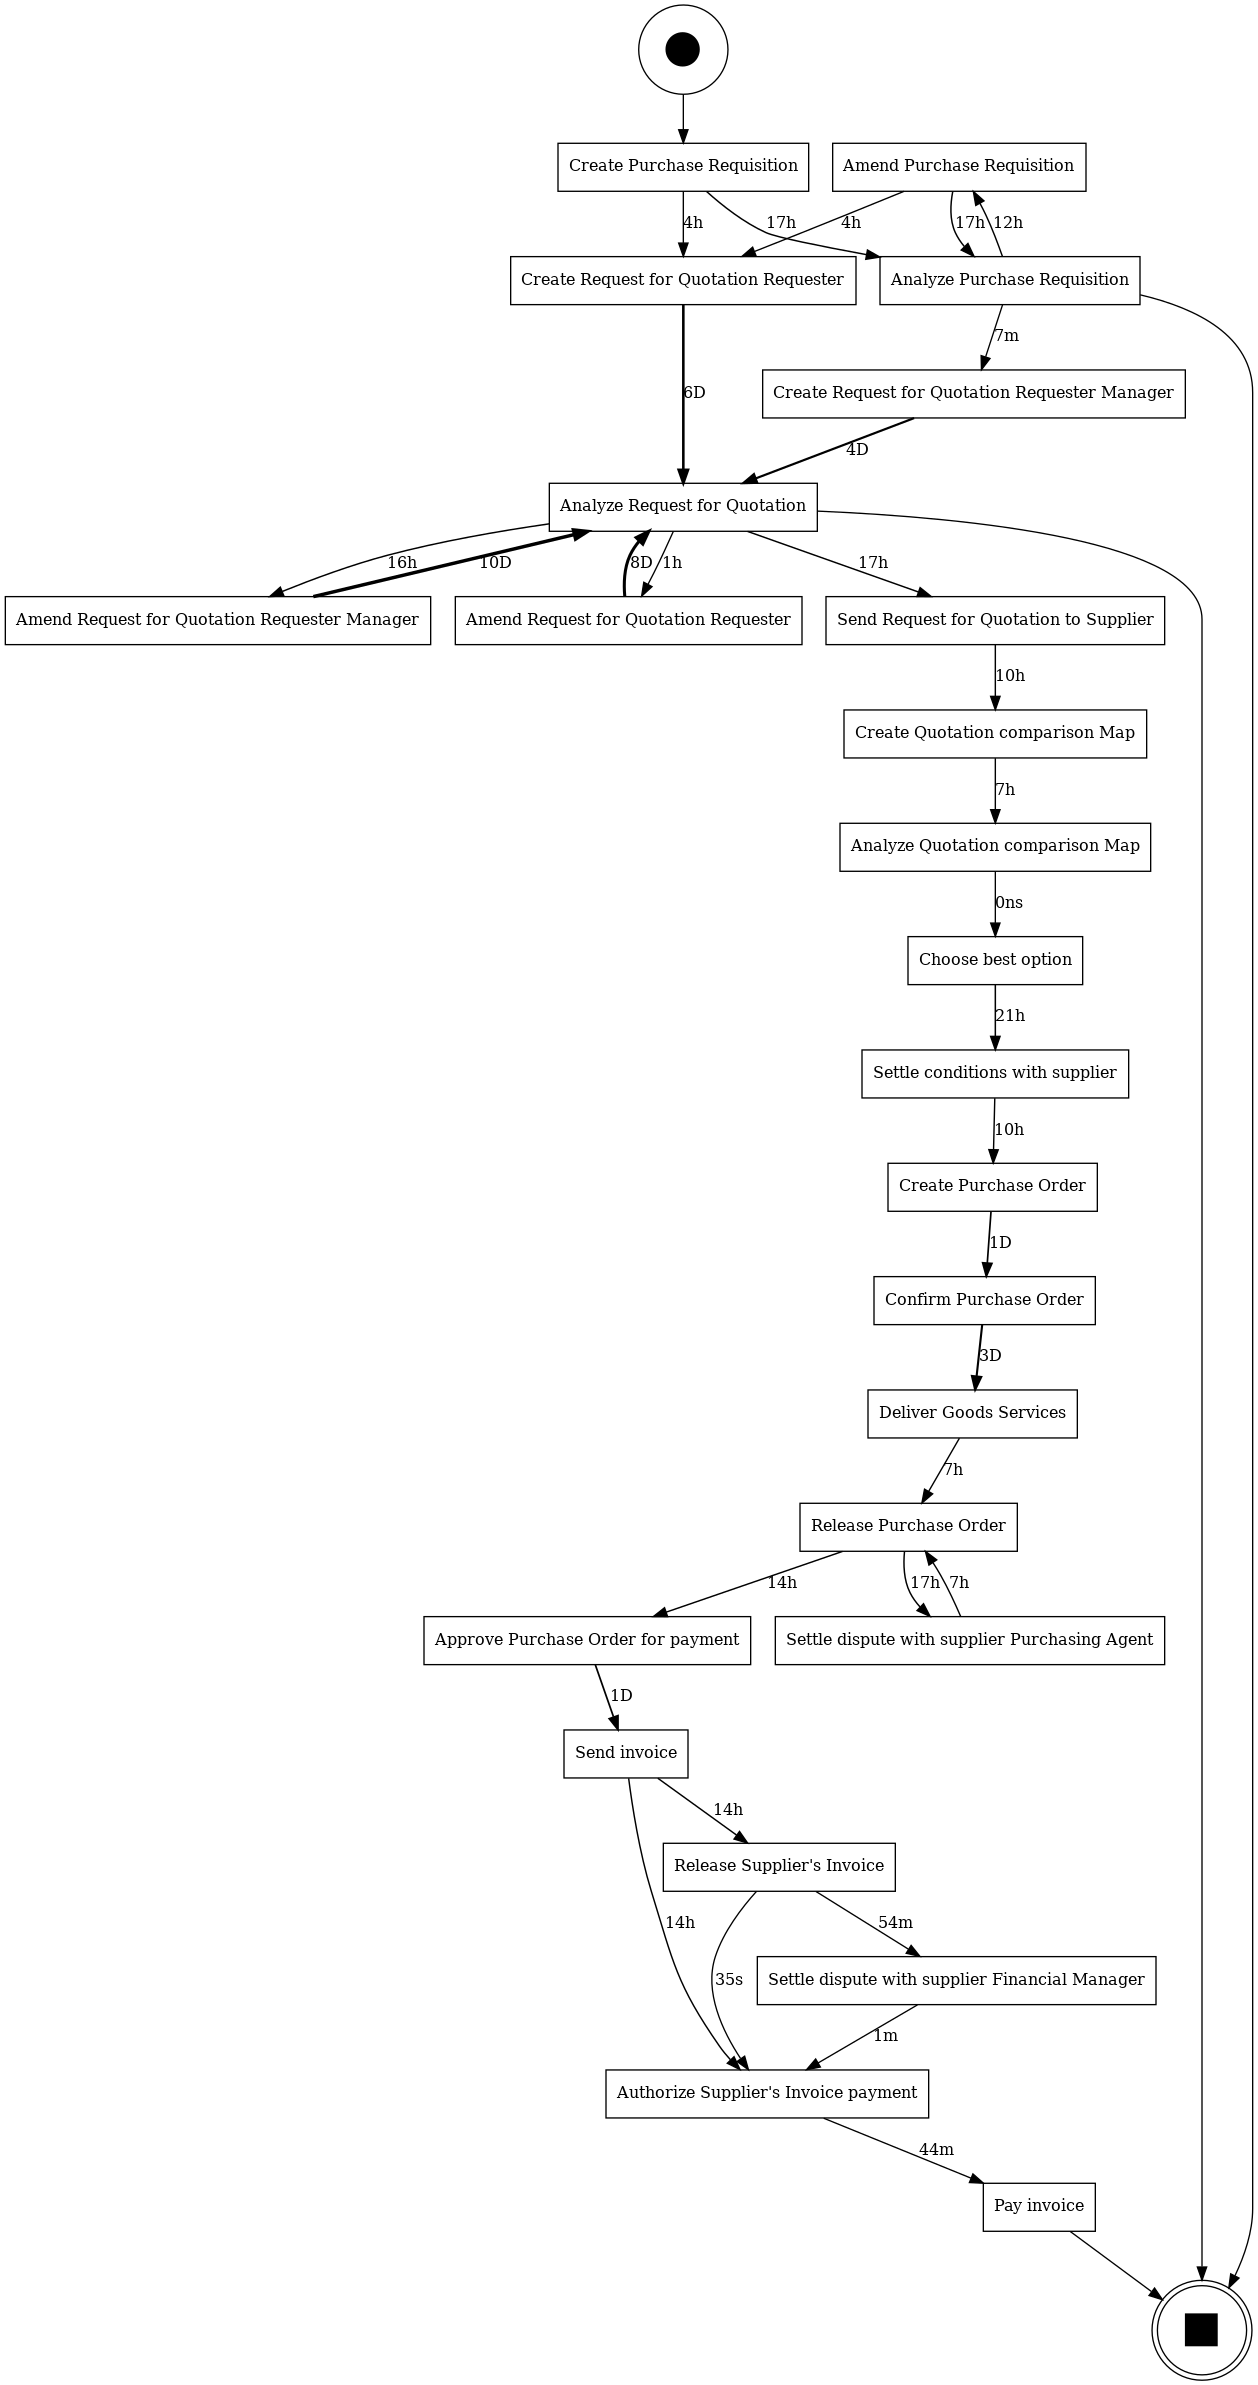 Create Purchase Requisition
Amend Purchase Requisition
4h
17h
4h
17h
12h
Create Request for Quotation Requester
Analyze Purchase Requisition
7m
6D
Create Request for Quotation Requester Manager
4D
Analyze Request for Quotation
16h
10D
8D
1h
17h
Amend Request for Quotation Requester Manager
Amend Request for Quotation Requester
Send Request for Quotation to Supplier
10h
Create Quotation comparison Map
7h
Analyze Quotation comparison Map
0ns
Choose best option
21h
Settle conditions with supplier
10h
Create Purchase Order
1D
Confirm Purchase Order
3D
Deliver Goods Services
7h
Release Purchase Order
14h
17h
7h
Approve Purchase Order for payment
Settle dispute with supplier Purchasing Agent
1D
Send invoice
14h
Release Supplier's Invoice
14h
54m
35s
Settle dispute with supplier Financial Manager
1m
Authorize Supplier's Invoice payment
44m
Pay invoice